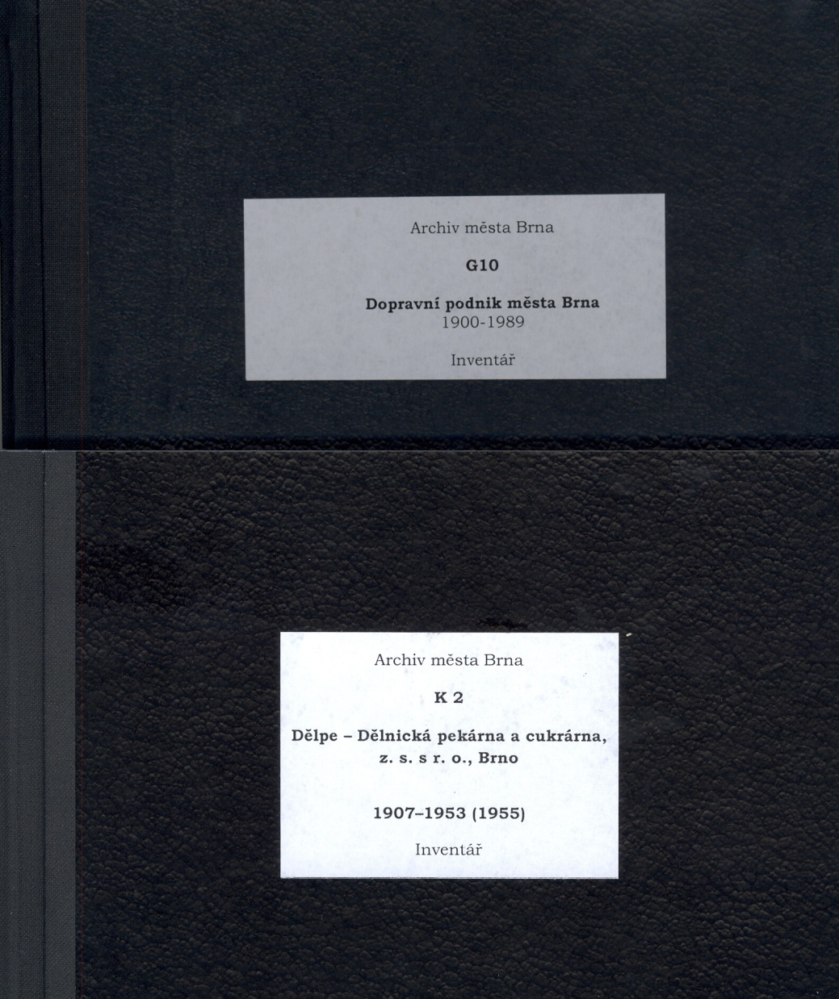 Archiv města Brna
G10
Dopravní podnik města Brna
1900-1989
Inventář
Archiv města Brna
K 2
Dělpe – Dělnická pekárna a cukrárna,
z. s. s r. o., Brno
1907–1953 (1955)
Inventář